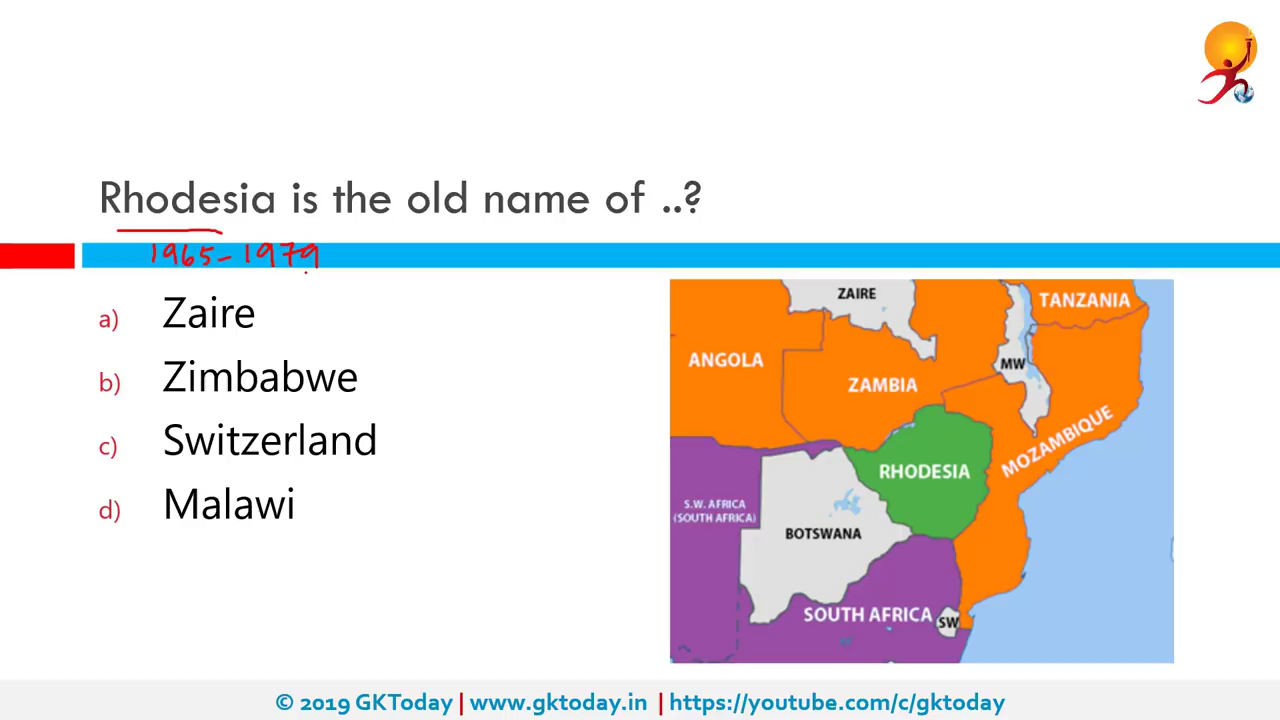 Rhodesia is the old name of ..?
1965-1979
a) Zaire
b) Zimbabwe
c) Switzerland
d) Malawi
ZAIRE
TANZANIA
ANGOLA
ZAMBIA
MW
MOZAMBIQUE
RHODESIA
S.W. AFRICA
(SOUTH AFRICA)
BOTSWANA
SOUTH AFRICA
SW
© 2019 GKToday | www.gktoday.in | https://youtube.com/c/gktoday